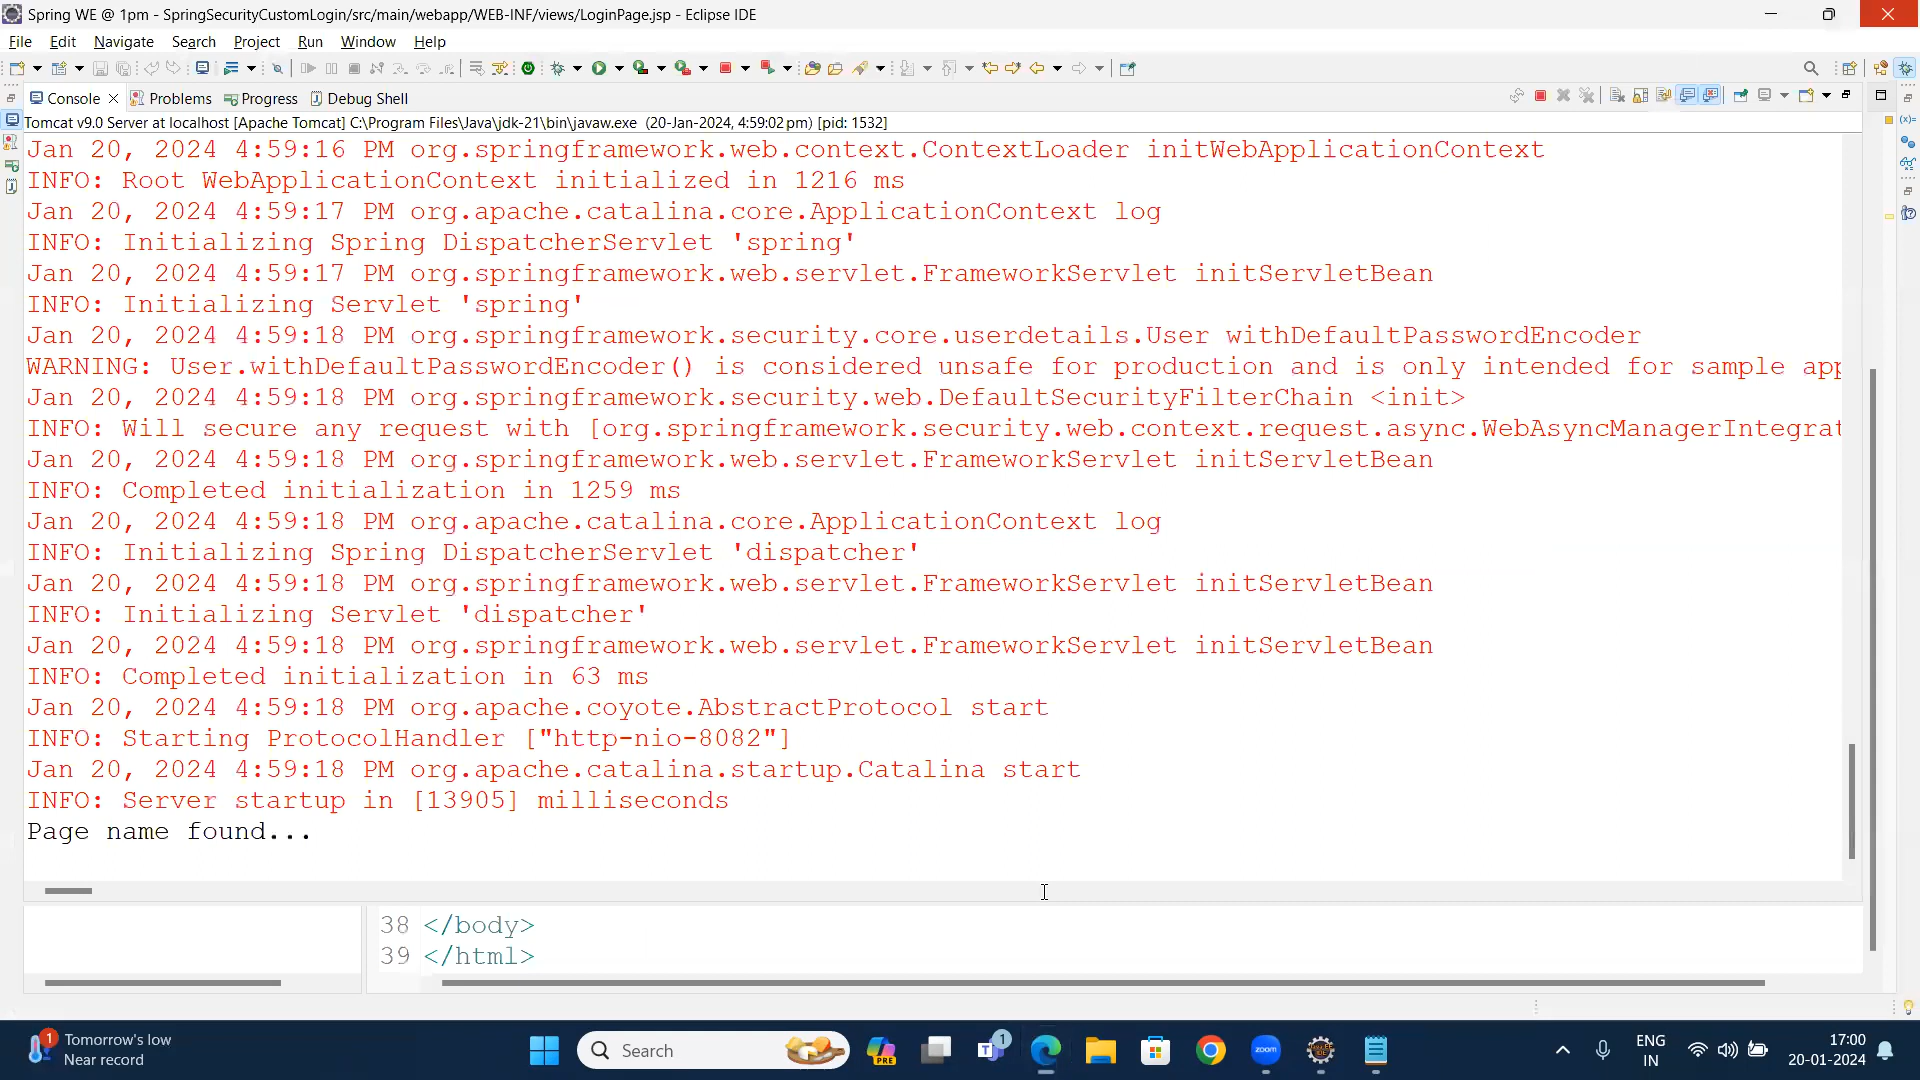 Spring WE @ 1pm - SpringSecurityCustomLogin/src/main/webapp/WEB-INF/views/LoginPage.jsp - Eclipse IDE
File Edit Navigate Search Project Run Window Help
Console Problems Progress Debug Shell
Tomcat v9.0 Server at localhost [Apache Tomcat] C:\Program Files\Java\jdk-21\bin\javaw.exe (20-Jan-2024, 4:59:02 pm) [pid: 1532]
Jan 20, 2024 4:59:16 PM org.springframework.web.context.ContextLoader initWebApplicationContext
INFO: Root WebApplicationContext initialized in 1216 ms
Jan 20, 2024 4:59:17 PM org.apache.catalina.core.ApplicationContext log
INFO: Initializing Spring DispatcherServlet 'spring'
Jan 20, 2024 4:59:17 PM org.springframework.web.servlet.FrameworkServlet initServletBean
INFO: Initializing Servlet 'spring'
Jan 20, 2024 4:59:18 PM org.springframework.security.core.userdetails.User withDefaultPasswordEncoder
WARNING: User.withDefaultPasswordEncoder() is considered unsafe for production and is only intended for sample app
Jan 20, 2024 4:59:18 PM org.springframework.security.web.DefaultSecurityFilterChain <init>
INFO: Will secure any request with [org.springframework.security.web.context.request.async.WebAsyncManagerIntegrat
Jan 20, 2024 4:59:18 PM org.springframework.web.servlet.FrameworkServlet initServletBean
INFO: Completed initialization in 1259 ms
Jan 20, 2024 4:59:18 PM org.apache.catalina.core.ApplicationContext log
INFO: Initializing Spring DispatcherServlet 'dispatcher'
Jan 20, 2024 4:59:18 PM org.springframework.web.servlet.FrameworkServlet initServletBean
INFO: Initializing Servlet 'dispatcher'
Jan 20, 2024 4:59:18 PM org.springframework.web.servlet.FrameworkServlet initServletBean
INFO: Completed initialization in 63 ms
Jan 20, 2024 4:59:18 PM org.apache.coyote.AbstractProtocol start
INFO: Starting ProtocolHandler ["http-nio-8082"]
Jan 20, 2024 4:59:18 PM org.apache.catalina.startup.Catalina start
INFO: Server startup in [13905] milliseconds
Page name found...
38 </body>
39 </html>
1 Tomorrow's low
Near record
Search
PRE
1
zoom
ENG
IN
17:00
20-01-2024